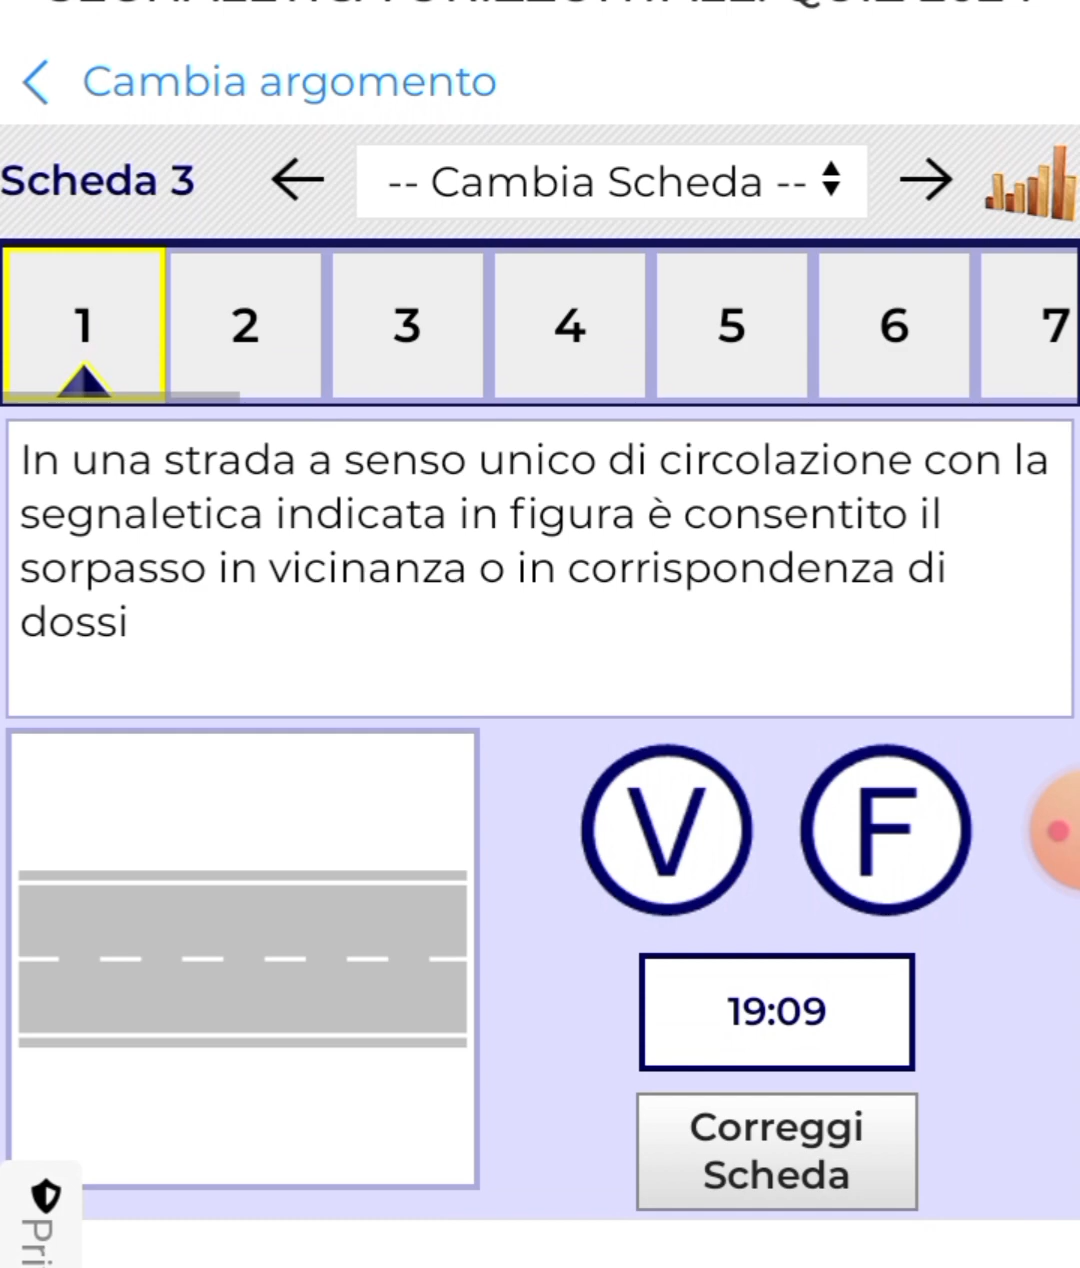 Cambia argomento
Scheda 3
-- Cambia Scheda --
1 2 3 4 5 6 7
In una strada a senso unico di circolazione con la
segnaletica indicata in figura è consentito il
sorpasso in vicinanza o in corrispondenza di
dossi
V F
19:09
Correggi
Scheda
Pri